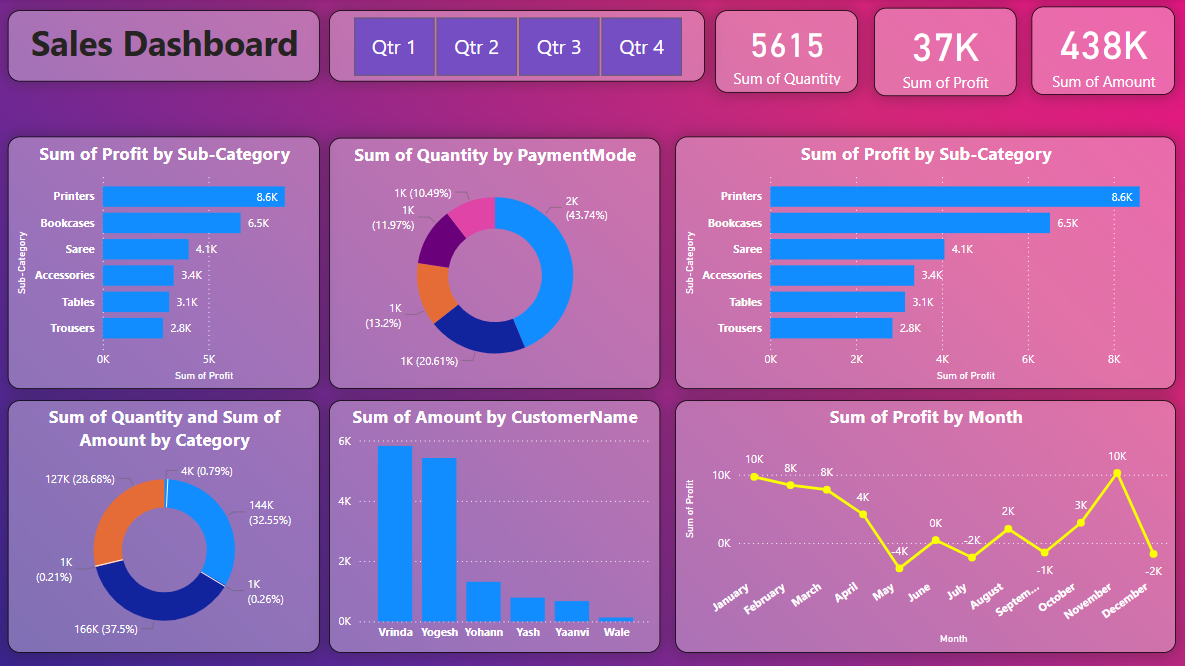 Sales Dashboard
Qtr 1
Qtr 2
Qtr 3
Qtr 4
5615
Sum of Quantity
37K
Sum of Profit
438K
Sum of Amount
Sum of Profit by Sub-Category
Sub-Category
Printers
8.6K
Bookcases
6.5K
Saree
4.1K
Accessories
3.4K
Tables
3.1K
Trousers
2.8K
0K
5K
Sum of Profit
Sum of Quantity by PaymentMode
1K (10.49%)
2K
(43.74%)
1K
(11.97%)
1K
(13.2%)
1K (20.61%)
Sum of Profit by Sub-Category
Sub-Category
Printers
8.6K
Bookcases
6.5K
Saree
4.1K
Accessories
3.4K
Tables
3.1K
Trousers
2.8K
0K
2K
4K
6K
8K
Sum of Profit
Sum of Quantity and Sum of
Amount by Category
4K (0.79%)
127K (28.68%)
144K
(32.55%)
1K
(0.21%)
1K
(0.26%)
166K (37.5%)
Sum of Amount by CustomerName
6K
4K
2K
0K
Vrinda
Yogesh
Yohann
Yash
Yaanvi
Wale
Sum of Profit by Month
Sum of Profit
10K
0K
10K
8K
8K
4K
-4K
0K
-2K
2K
-1K
3K
10K
-2K
January
February
March
April
May
June
July
August
Septem...
October
November
December
Month